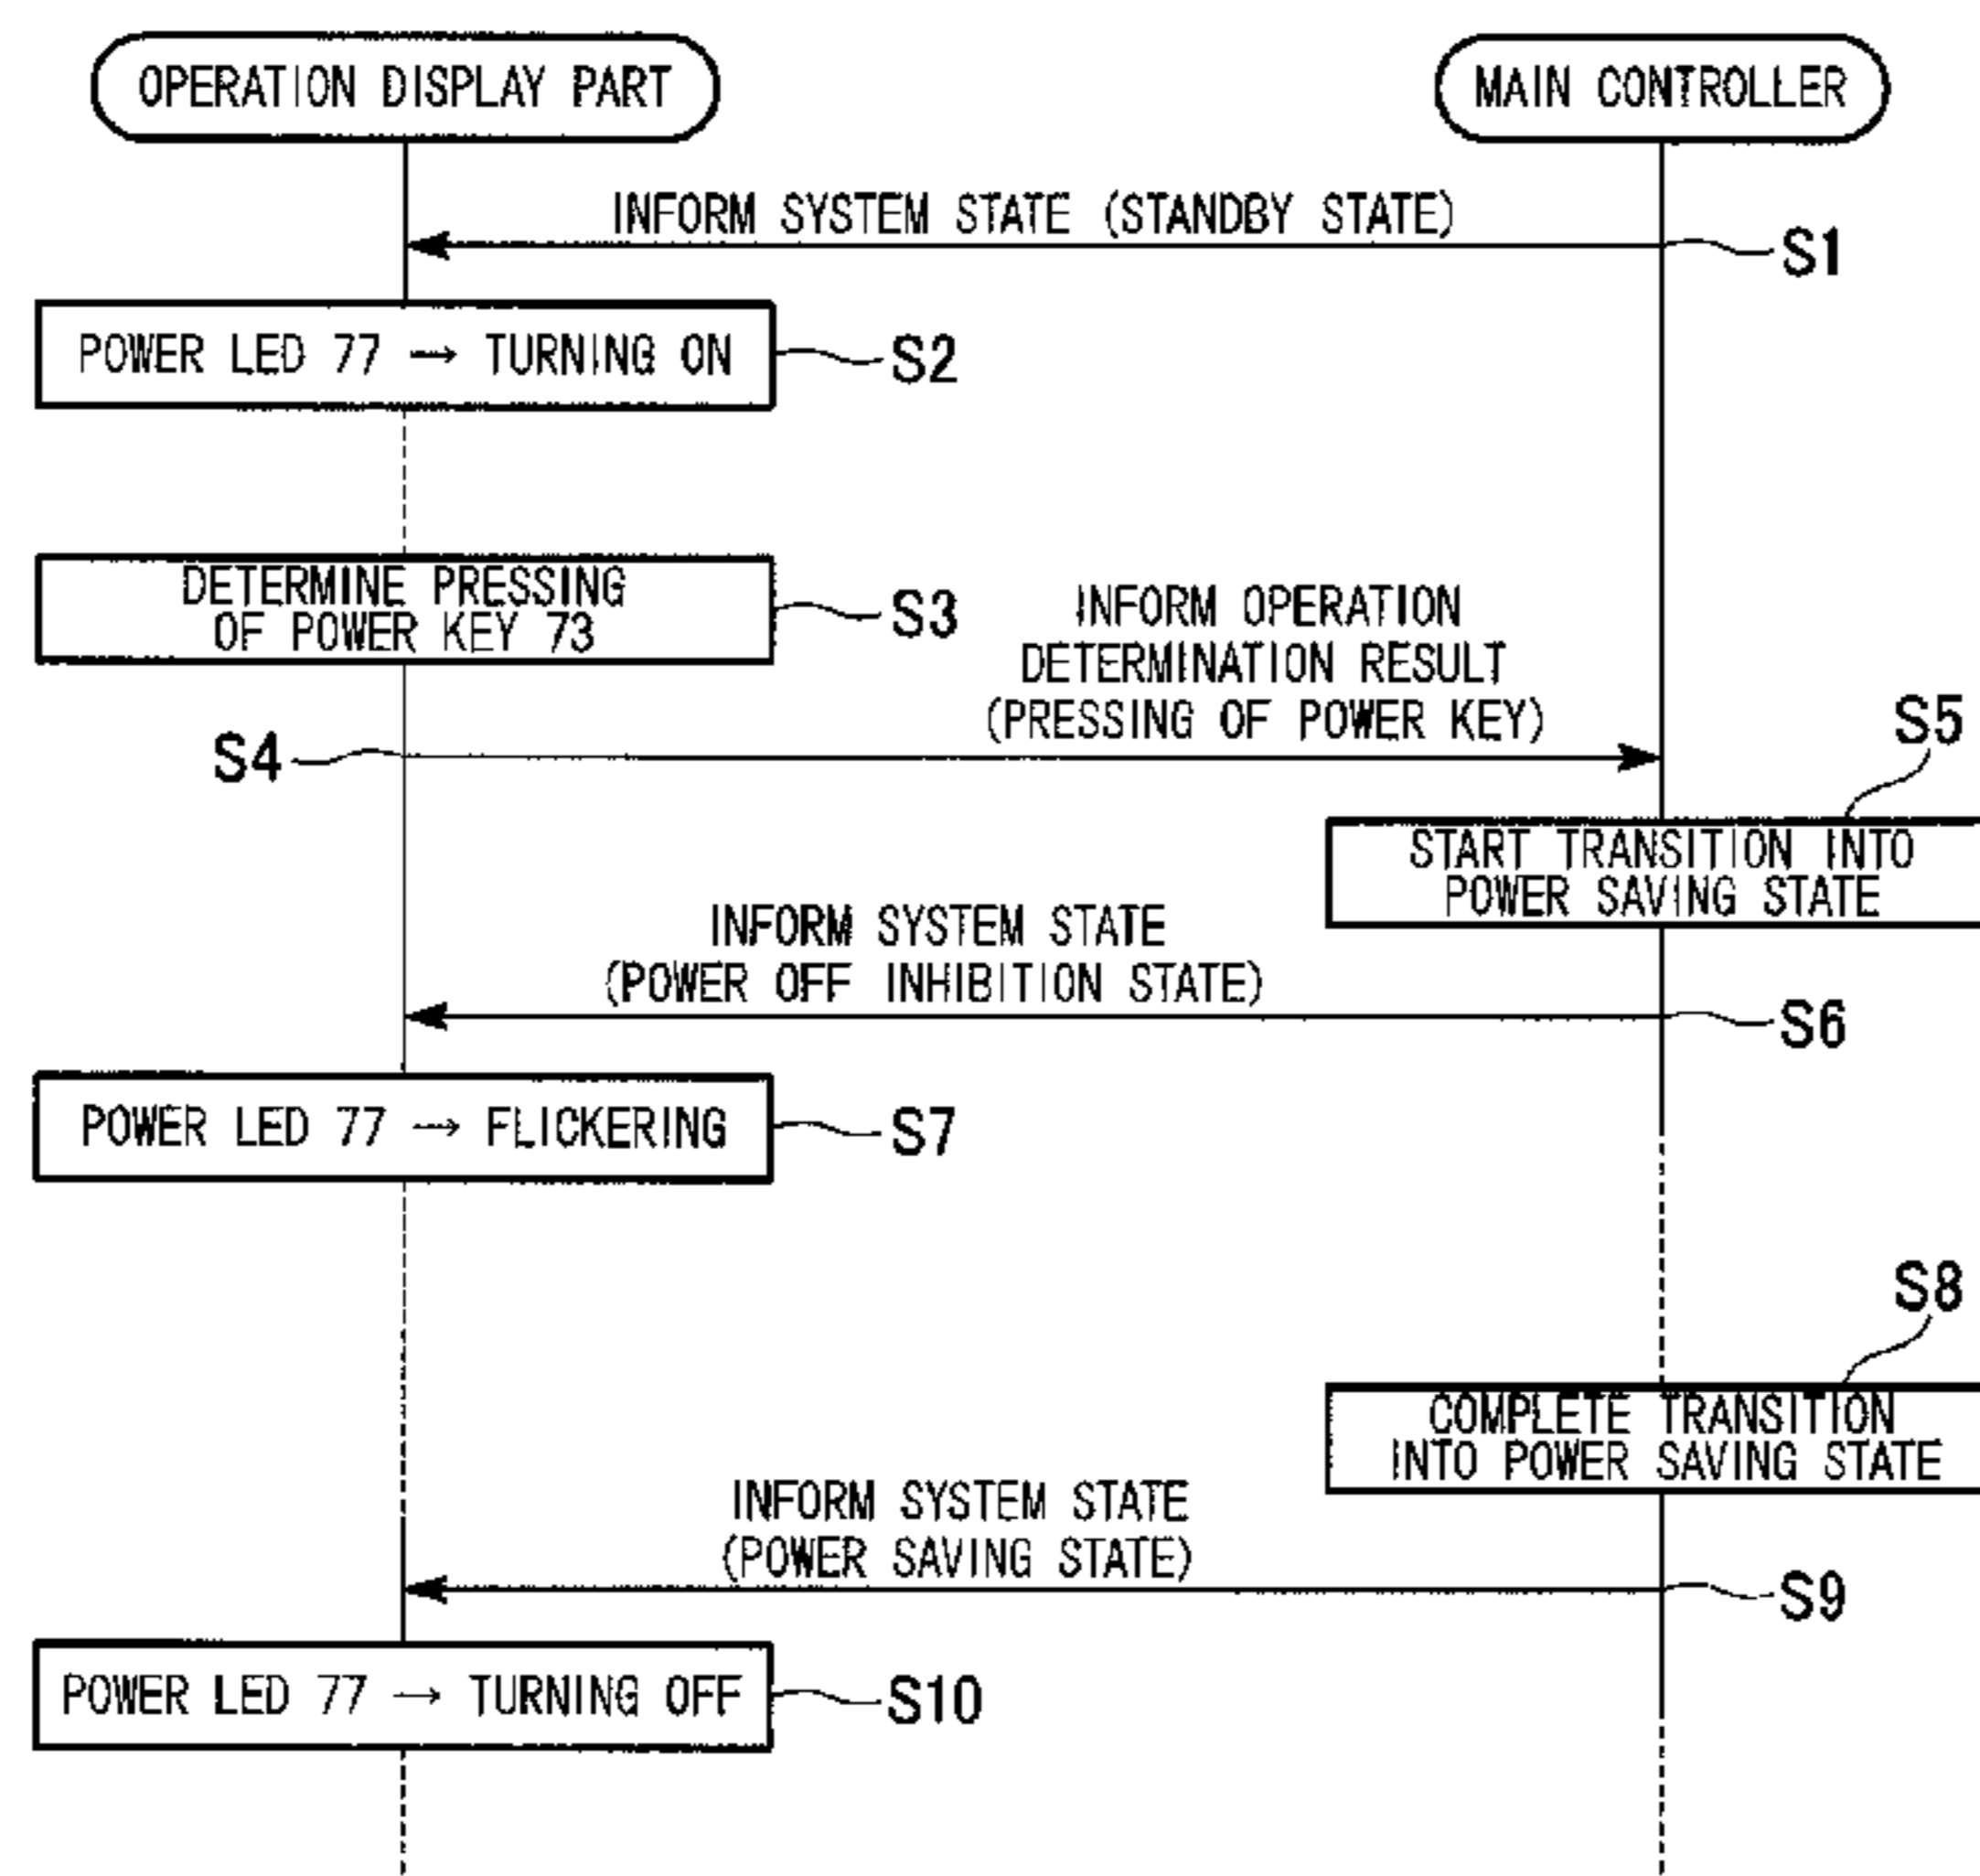 OPERATION DISPLAY PART
MAIN CONTROLLER
INFORM SYSTEM STATE (STANDBY STATE)
S1
POWER LED 77 → TURNING ON
S2
DETERMINE PRESSING
OF POWER KEY 73
S3
INFORM OPERATION
DETERMINATION RESULT
(PRESSING OF POWER KEY)
S4
S5
START TRANSITION INTO
POWER SAVING STATE
INFORM SYSTEM STATE
(POWER OFF INHIBITION STATE)
S6
POWER LED 77 → FLICKERING
S7
S8
COMPLETE TRANSITION
INTO POWER SAVING STATE
INFORM SYSTEM STATE
(POWER SAVING STATE)
S9
POWER LED 77 → TURNING OFF
S10